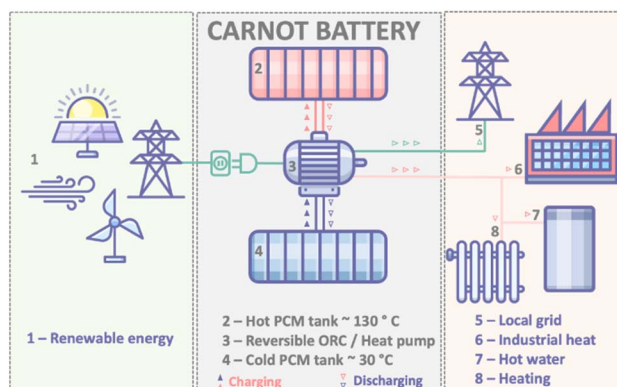 CARNOT BATTERY
1
2
3
4
5
6
7
8
1 – Renewable energy
2 – Hot PCM tank ~ 130 ° C
3 – Reversible ORC / Heat pump
4 – Cold PCM tank ~ 30 °C
Charging
Discharging
5 – Local grid
6 – Industrial heat
7 – Hot water
8 – Heating